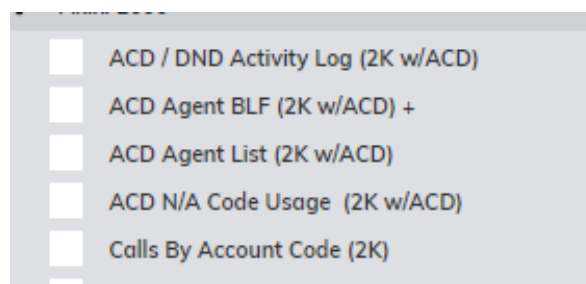 ACD / DND Activity Log (2K w/ACD)
ACD Agent BLF (2K w/ACD) +
ACD Agent List (2K w/ACD)
ACD N/A Code Usage  (2K w/ACD)
Calls By Account Code (2K)